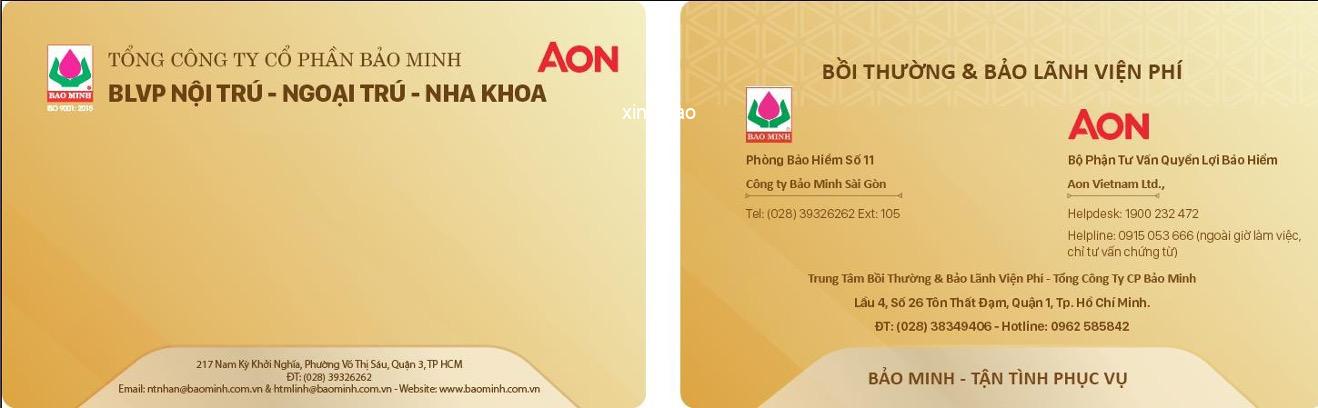 TỔNG CÔNG TY CỔ PHẦN BẢO MINH
AON
BAO MINH
ISO 9001: 2015
BLVP NỘI TRÚ - NGOẠI TRÚ - NHA KHOA
217 Nam Kỳ Khởi Nghĩa, Phường Võ Thị Sáu, Quận 3, TP HCM
ĐT: (028) 39326262
Email: ntnhan@baominh.com.vn & htmlinh@baominh.com.vn - Website: www.baominh.com.vn
BỒI THƯỜNG & BẢO LÃNH VIỆN PHÍ
BAO MINH
AON
Phòng Bảo Hiểm Số 11
Công ty Bảo Minh Sài Gòn
Tel: (028) 39326262 Ext: 105
Bộ Phận Tư Vấn Quyền Lợi Bảo Hiểm
Aon Vietnam Ltd.,
Helpdesk: 1900 232 472
Helpline: 0915 053 666 (ngoài giờ làm việc,
chỉ tư vấn chứng từ)
Trung Tâm Bồi Thường & Bảo Lãnh Viện Phí - Tổng Công Ty CP Bảo Minh
Lầu 4, Số 26 Tôn Thất Đạm, Quận 1, Tp. Hồ Chí Minh.
ĐT: (028) 38349406 - Hotline: 0962 585842
BẢO MINH - TẬN TÌNH PHỤC VỤ